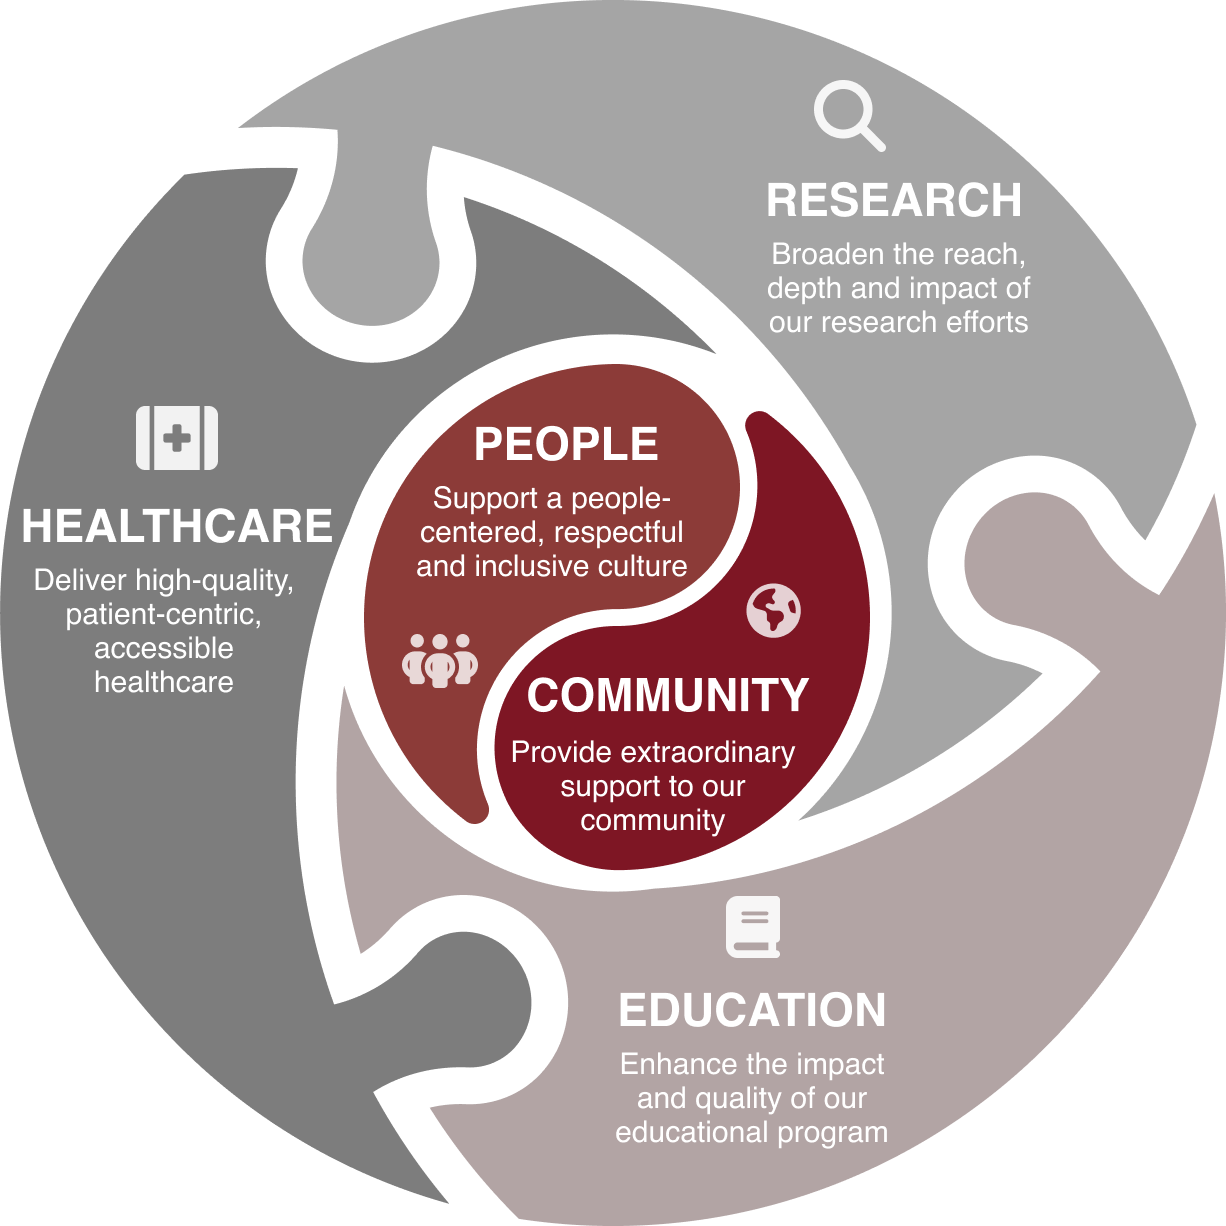 RESEARCH
Broaden the reach,
depth and impact of
our research efforts
PEOPLE
Support a people-
centered, respectful
and inclusive culture
HEALTHCARE
Deliver high-quality,
patient-centric,
accessible
healthcare
COMMUNITY
Provide extraordinary
support to our
community
EDUCATION
Enhance the impact
and quality of our
educational program